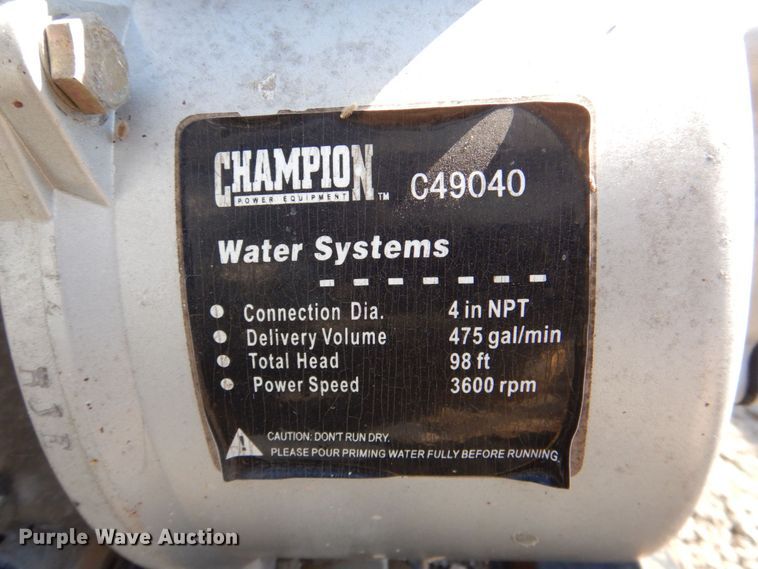 CHAMPION
POWER EQUIPMENT ™
C49040
Water Systems
Connection Dia. 4 in NPT
Delivery Volume 475 gal/min
Total Head 98 ft
Power Speed 3600 rpm
CAUTION: DON'T RUN DRY.
PLEASE POUR PRIMING WATER FULLY BEFORE RUNNING.
Purple Wave Auction